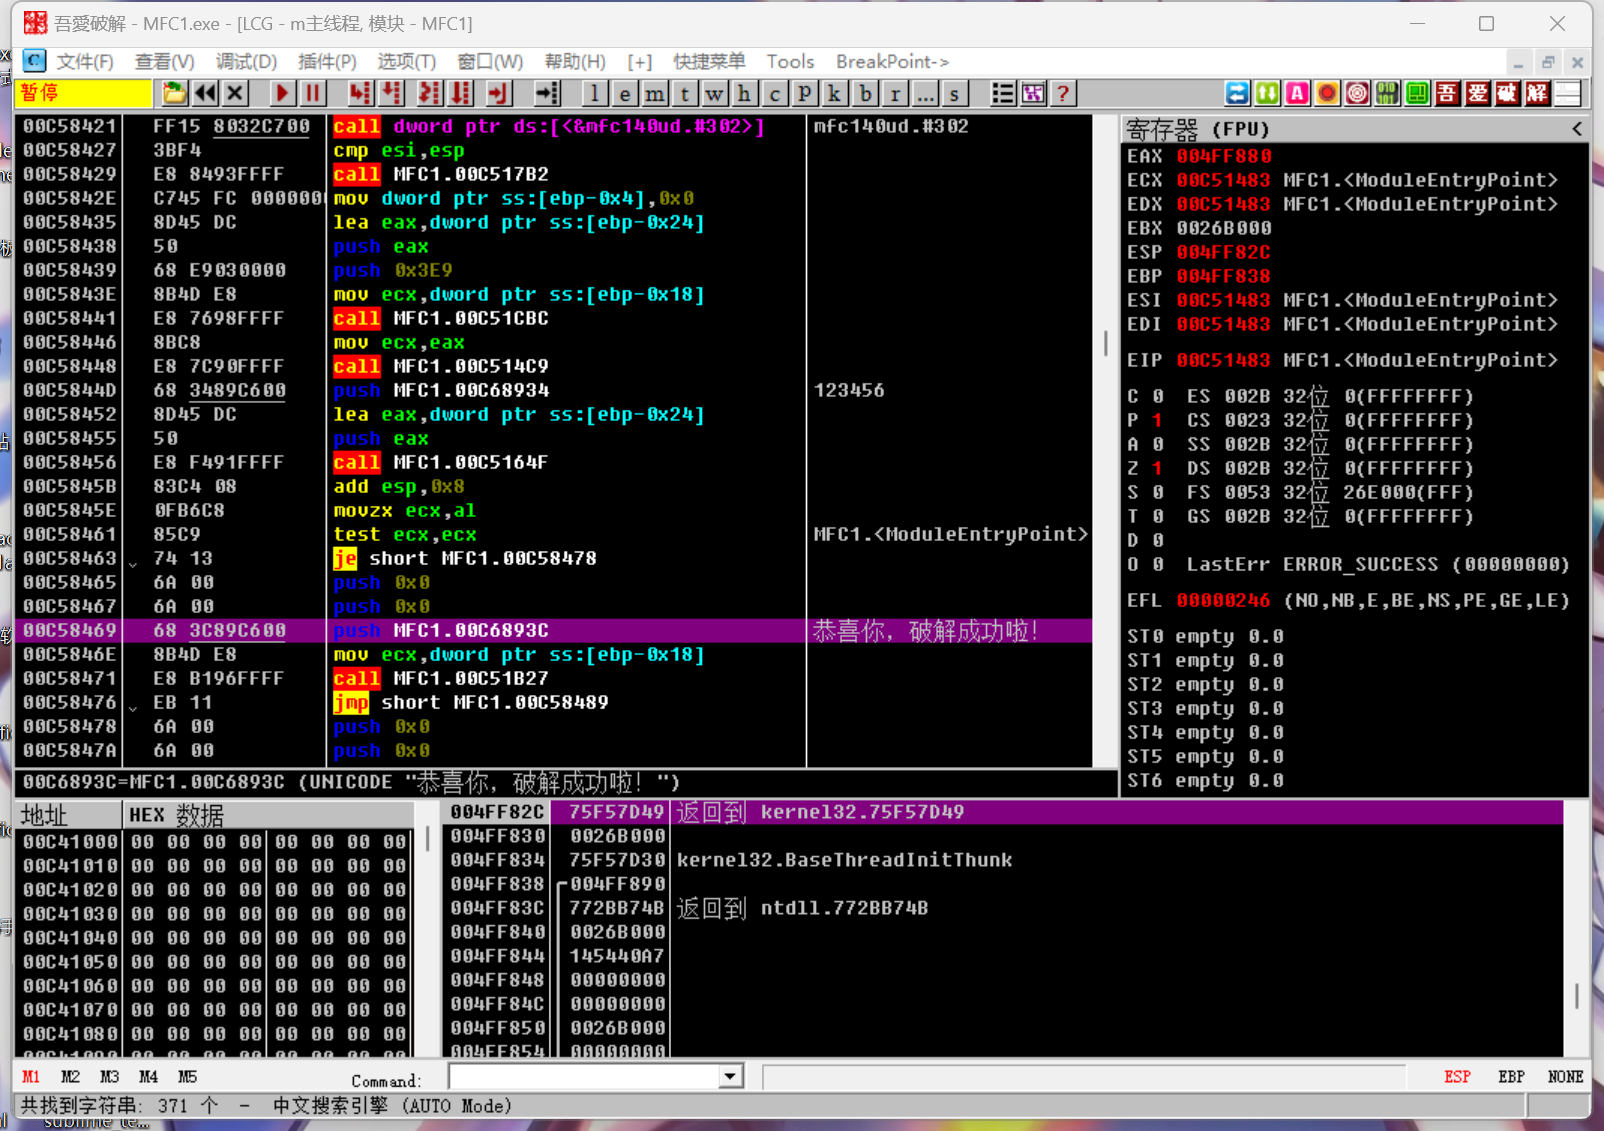 吾愛破解 - MFC1.exe - [LCG - m主线程, 模块 - MFC1]
文件(F) 查看(V) 调试(D) 插件(P) 选项(T) 窗口(W) 帮助(H) [+] 快捷菜单 Tools BreakPoint->
暂停 l e m t w h c P k b r ... s ? A 吾 爱 破 解
00C58421 FF15 8032C700 call dword ptr ds:[<&mfc140ud.#302>] mfc140ud.#302
00C58427 3BF4 cmp esi,esp
00C58429 E8 8493FFFF call MFC1.00C517B2
00C5842E C745 FC 0000000 mov dword ptr ss:[ebp-0x4],0x0
00C58435 8D45 DC lea eax,dword ptr ss:[ebp-0x24]
00C58438 50 push eax
00C58439 68 E9030000 push 0x3E9
00C5843E 8B4D E8 mov ecx,dword ptr ss:[ebp-0x18]
00C58441 E8 7698FFFF call MFC1.00C51CBC
00C58446 8BC8 mov ecx,eax
00C58448 E8 7C90FFFF call MFC1.00C514C9
00C5844D 68 3489C600 push MFC1.00C68934 123456
00C58452 8D45 DC lea eax,dword ptr ss:[ebp-0x24]
00C58455 50 push eax
00C58456 E8 F491FFFF call MFC1.00C5164F
00C5845B 83C4 08 add esp,0x8
00C5845E 0FB6C8 movzx ecx,al
00C58461 85C9 test ecx,ecx MFC1.<ModuleEntryPoint>
00C58463 74 13 je short MFC1.00C58478
00C58465 6A 00 push 0x0
00C58467 6A 00 push 0x0
00C58469 68 3C89C600 push MFC1.00C6893C 恭喜你，破解成功啦！
00C5846E 8B4D E8 mov ecx,dword ptr ss:[ebp-0x18]
00C58471 E8 B196FFFF call MFC1.00C51B27
00C58476 EB 11 jmp short MFC1.00C58489
00C58478 6A 00 push 0x0
00C5847A 6A 00 push 0x0
00C6893C=MFC1.00C6893C (UNICODE "恭喜你，破解成功啦！")
寄存器 (FPU) <
EAX 004FF880
ECX 00C51483 MFC1.<ModuleEntryPoint>
EDX 00C51483 MFC1.<ModuleEntryPoint>
EBX 0026B000
ESP 004FF82C
EBP 004FF838
ESI 00C51483 MFC1.<ModuleEntryPoint>
EDI 00C51483 MFC1.<ModuleEntryPoint>
EIP 00C51483 MFC1.<ModuleEntryPoint>
C 0 ES 002B 32位 0(FFFFFFFF)
P 1 CS 0023 32位 0(FFFFFFFF)
A 0 SS 002B 32位 0(FFFFFFFF)
Z 1 DS 002B 32位 0(FFFFFFFF)
S 0 FS 0053 32位 26E000(FFF)
T 0 GS 002B 32位 0(FFFFFFFF)
D 0
O 0 LastErr ERROR_SUCCESS (00000000)
EFL 00000246 (NO,NB,E,BE,NS,PE,GE,LE)
ST0 empty 0.0
ST1 empty 0.0
ST2 empty 0.0
ST3 empty 0.0
ST4 empty 0.0
ST5 empty 0.0
ST6 empty 0.0
地址 HEX 数据
00C41000 00 00 00 00 00 00 00 00
00C41010 00 00 00 00 00 00 00 00
00C41020 00 00 00 00 00 00 00 00
00C41030 00 00 00 00 00 00 00 00
00C41040 00 00 00 00 00 00 00 00
00C41050 00 00 00 00 00 00 00 00
00C41060 00 00 00 00 00 00 00 00
00C41070 00 00 00 00 00 00 00 00
00C41080 00 00 00 00 00 00 00 00
00C41090 00 00 00 00 00 00 00 00
004FF82C 75F57D49 返回到 kernel32.75F57D49
004FF830 0026B000
004FF834 75F57D30 kernel32.BaseThreadInitThunk
004FF838 004FF890
004FF83C 772BB74B 返回到 ntdll.772BB74B
004FF840 0026B000
004FF844 145440A7
004FF848 00000000
004FF84C 00000000
004FF850 0026B000
004FF854 00000000
M1 M2 M3 M4 M5 Command: ESP EBP NONE
共找到字符串: 371 个 - 中文搜索引擎 (AUTO Mode)
sublime_te...